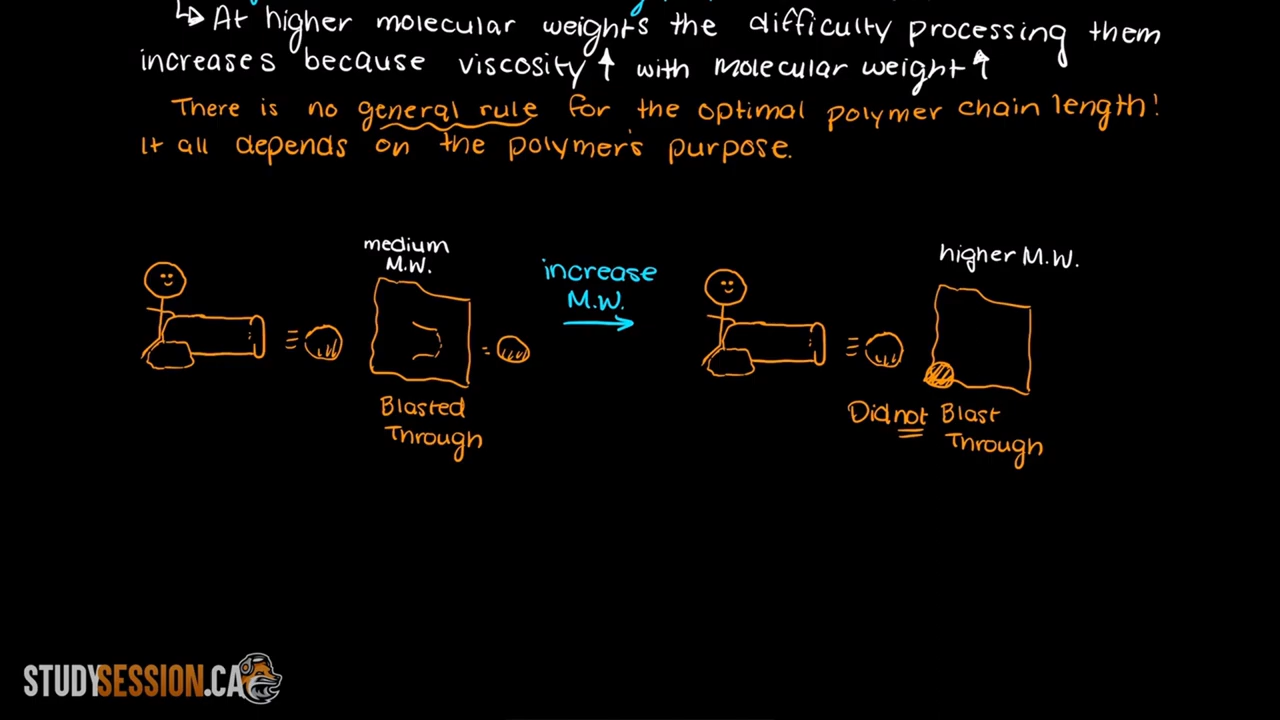 ↳ At higher molecular weights the difficulty processing them
increases because viscosity ↑ with molecular weight ↑
There is no general rule for the optimal polymer chain length!
It all depends on the polymer's purpose.
medium
M.W.
Blasted
Through
increase
M.W.
higher M.W.
Did not Blast
Through
STUDYSESSION.CA